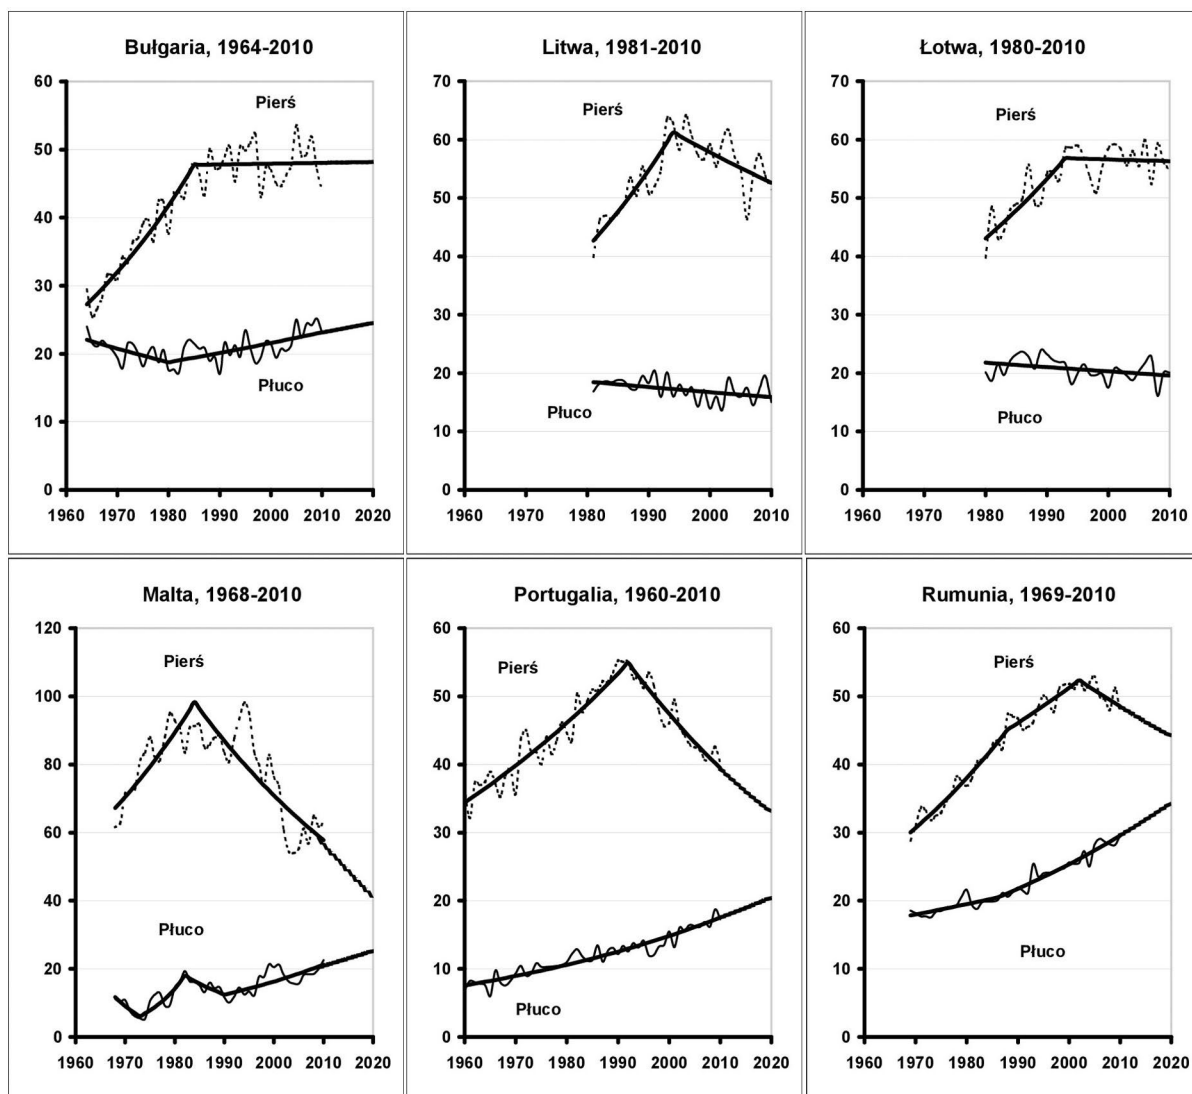 Bułgaria, 1964-2010
60
50
40
30
20
10
0
Pierś
Płuco
1960 1970 1980 1990 2000 2010 2020
Litwa, 1981-2010
70
60
50
40
30
20
10
0
Pierś
Płuco
1960 1970 1980 1990 2000 2010
Łotwa, 1980-2010
70
60
50
40
30
20
10
0
Pierś
Płuco
1960 1970 1980 1990 2000 2010
Malta, 1968-2010
120
100
80
60
40
20
0
Pierś
Płuco
1960 1970 1980 1990 2000 2010 2020
Portugalia, 1960-2010
60
50
40
30
20
10
0
Pierś
Płuco
1960 1970 1980 1990 2000 2010 2020
Rumunia, 1969-2010
60
50
40
30
20
10
0
Pierś
Płuco
1960 1970 1980 1990 2000 2010 2020